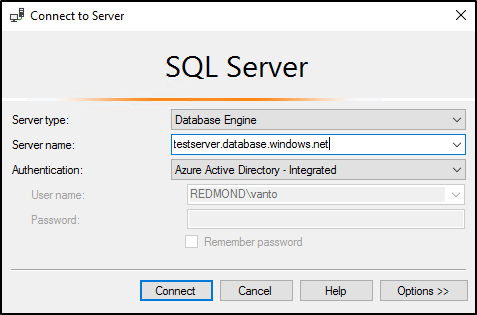 Connect to Server
SQL Server
Server type: Database Engine
Server name: testserver.database.windows.net
Authentication: Azure Active Directory - Integrated
User name: REDMOND\vanto
Password:
Remember password
Connect Cancel Help Options >>